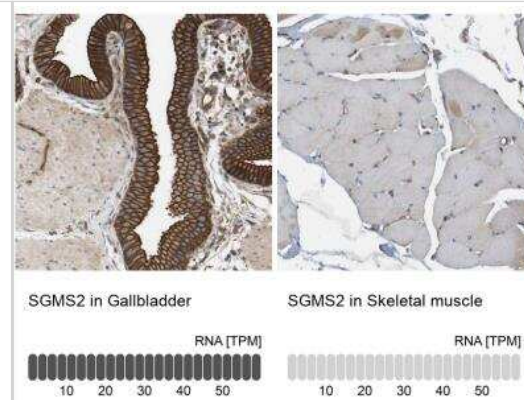 SGMS2 in Gallbladder
RNA [TPM]
10 20 30 40 50
SGMS2 in Skeletal muscle
RNA [TPM]
10 20 30 40 50